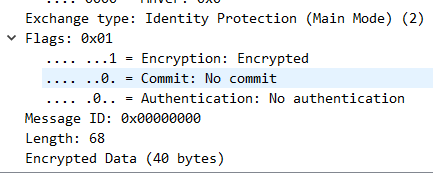 Exchange type: Identity Protection (Main Mode) (2)
Flags: 0x01
.... ...1 = Encryption: Encrypted
.... ..0. = Commit: No commit
.... .0.. = Authentication: No authentication
Message ID: 0x00000000
Length: 68
Encrypted Data (40 bytes)